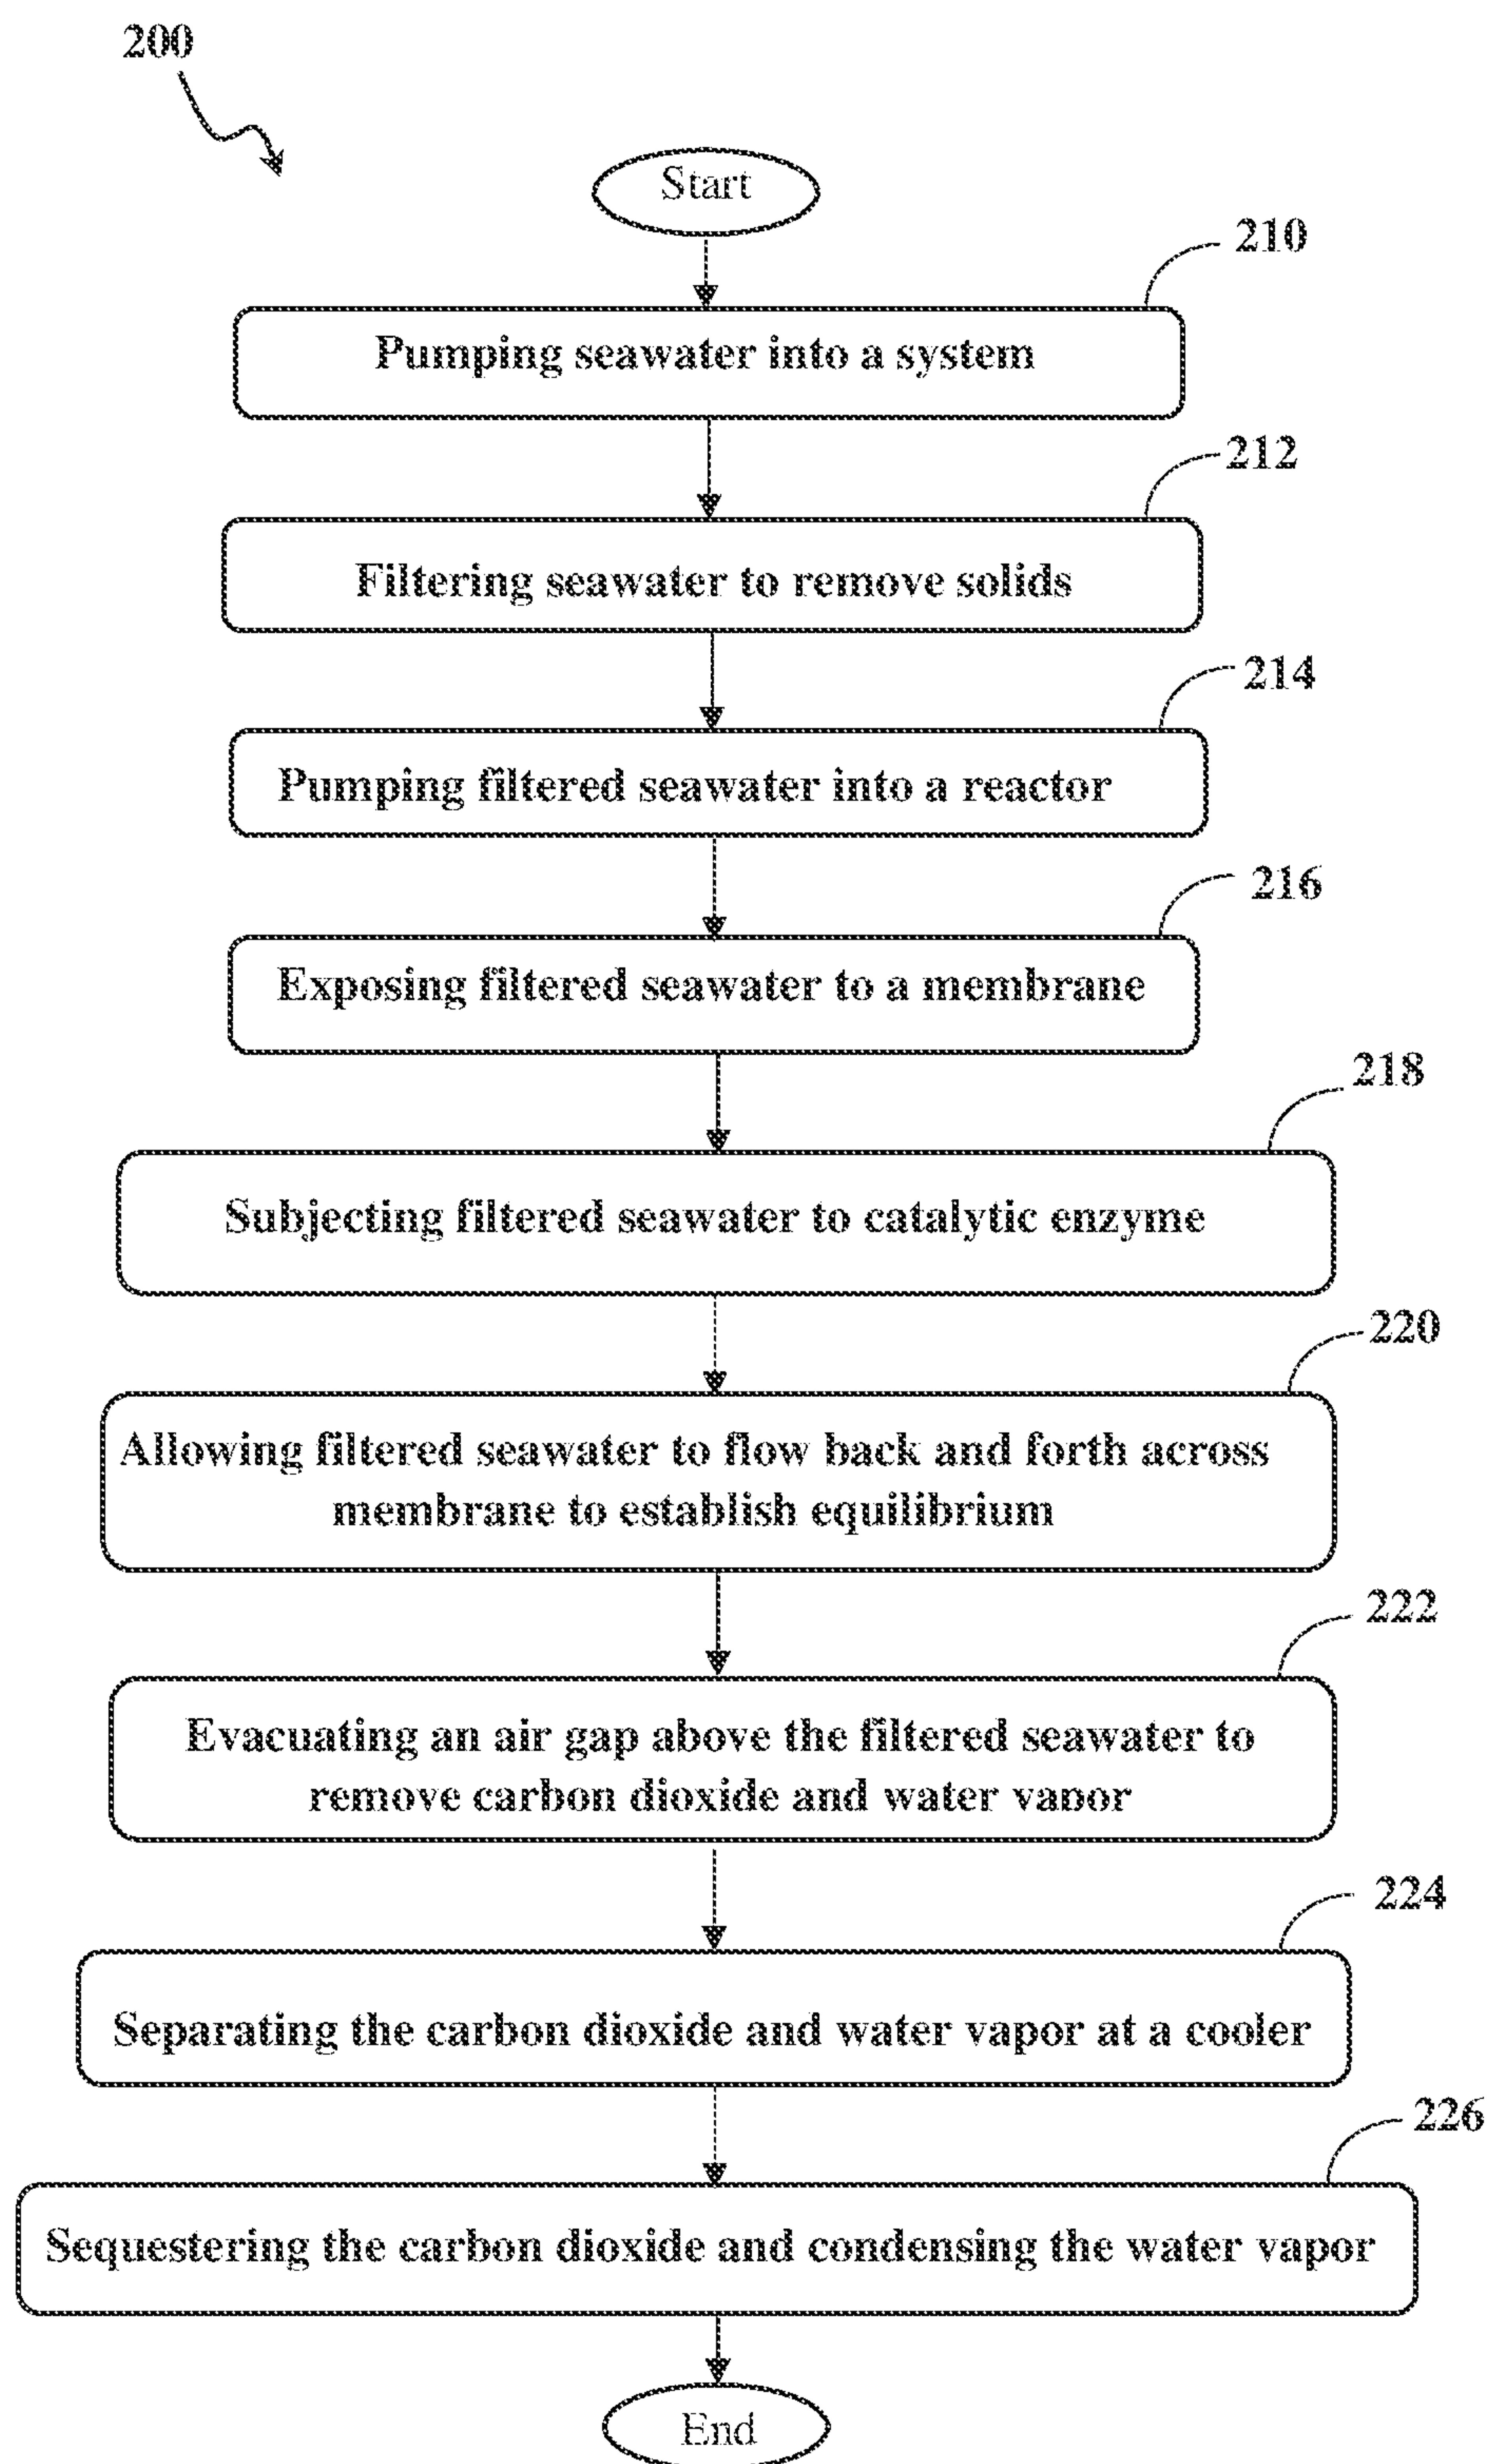 200
Start
210
Pumping seawater into a system
212
Filtering seawater to remove solids
214
Pumping filtered seawater into a reactor
216
Exposing filtered seawater to a membrane
218
Subjecting filtered seawater to catalytic enzyme
220
Allowing filtered seawater to flow back and forth across
membrane to establish equilibrium
222
Evacuating an air gap above the filtered seawater to
remove carbon dioxide and water vapor
224
Separating the carbon dioxide and water vapor at a cooler
226
Sequestering the carbon dioxide and condensing the water vapor
End